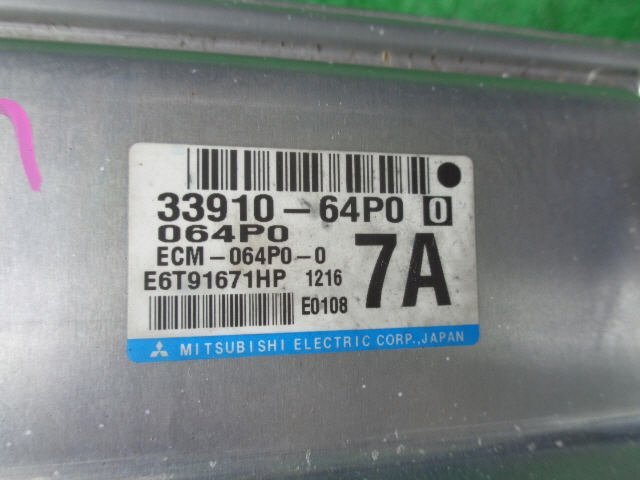 33910-64P0 0
064P0
ECM-064P0-0
7A
E6T91671HP 1216
E0108
MITSUBISHI ELECTRIC CORP.,JAPAN